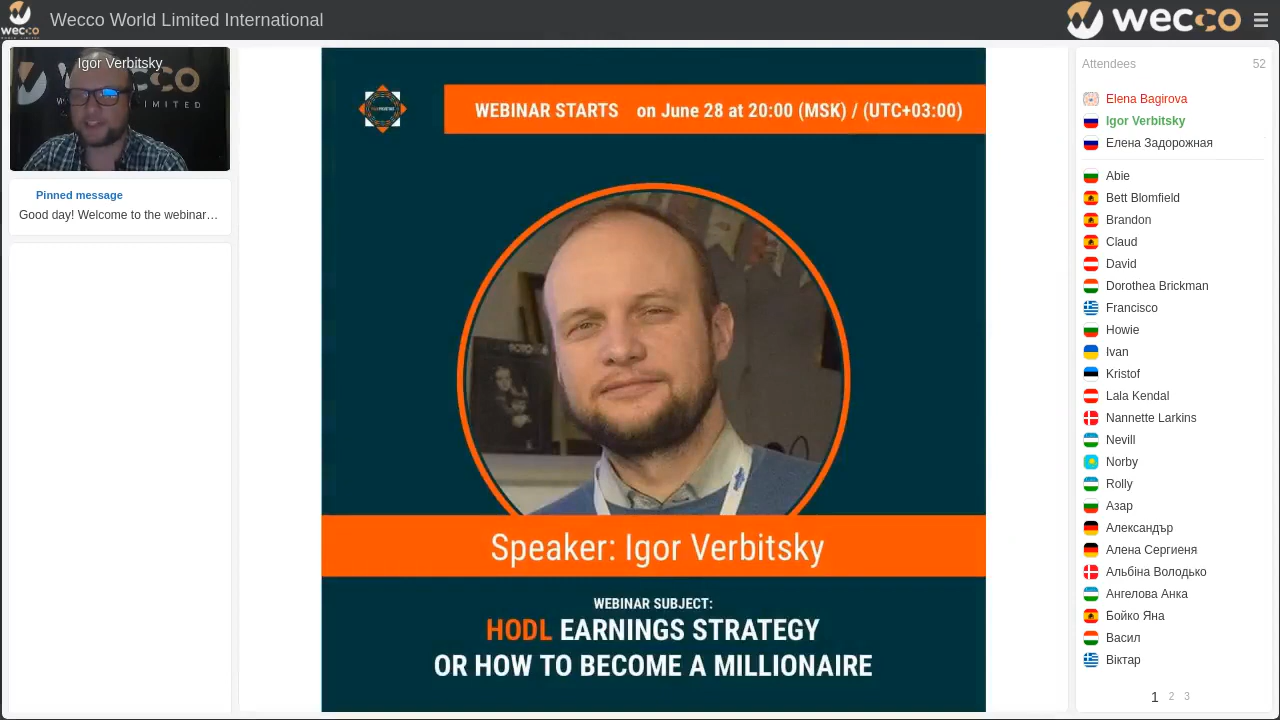 wecco
Wecco World Limited International
wecco
Igor Verbitsky
Pinned message
Good day! Welcome to the webinar…
WEBINAR STARTS on June 28 at 20:00 (MSK) / (UTC+03:00)
Speaker: Igor Verbitsky
WEBINAR SUBJECT:
HODL EARNINGS STRATEGY
OR HOW TO BECOME A MILLIONAIRE
Attendees 52
Elena Bagirova
Igor Verbitsky
Елена Задорожная
Abie
Bett Blomfield
Brandon
Claud
David
Dorothea Brickman
Francisco
Howie
Ivan
Kristof
Lala Kendal
Nannette Larkins
Nevill
Norby
Rolly
Азар
Александър
Алена Сергиеня
Альбіна Володько
Ангелова Анка
Бойко Яна
Васил
Віктар
1 2 3